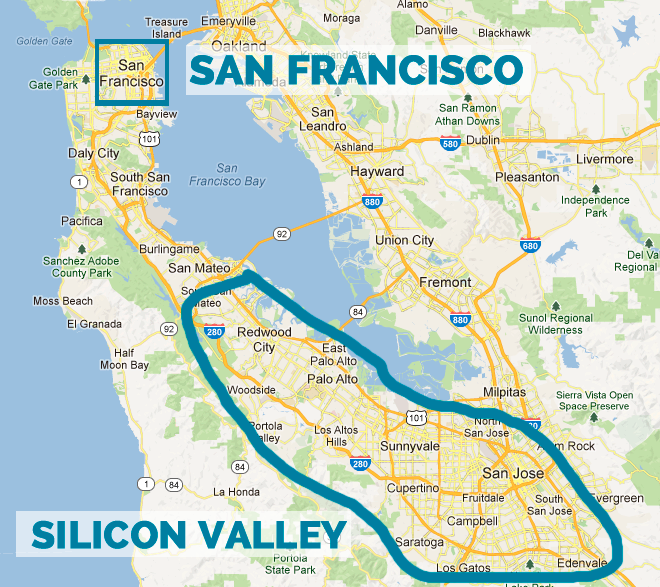 Treasure
Island
Emeryville
Moraga
Alamo
Danville
Blackhawk
Golden Gate
Oakland
Golden
Gate Park
San
Francisco
SAN FRANCISCO
Bayview
San Ramon
Athan Downs
San
Leandro
101
Ashland
580
Dublin
Daly City
Livermore
San
Francisco Bay
Hayward
Pleasanton
1
South San
Francisco
880
Independence
Park
Pacifica
92
Union City
680
Burlingame
Del Va
Regional
Sanchez Adobe
County Park
San Mateo
Fremont
Moss Beach
84
Sunol Regional
Wilderness
El Granada
92
280
880
Redwood
City
Half
Moon Bay
East
Palo Alto
Palo Alto
Woodside
Milpitas
Sierra Vista Open
Space Preserve
101
North
San Jose
Portola
Valley
Los Altos
Hills
Sunnyvale
Alum Rock
84
280
San Jose
1
84
La Honda
Cupertino
Fruitdale
South
San Jose
Evergreen
Campbell
SILICON VALLEY
Saratoga
Portola
State Park
Los Gatos
Edenvale